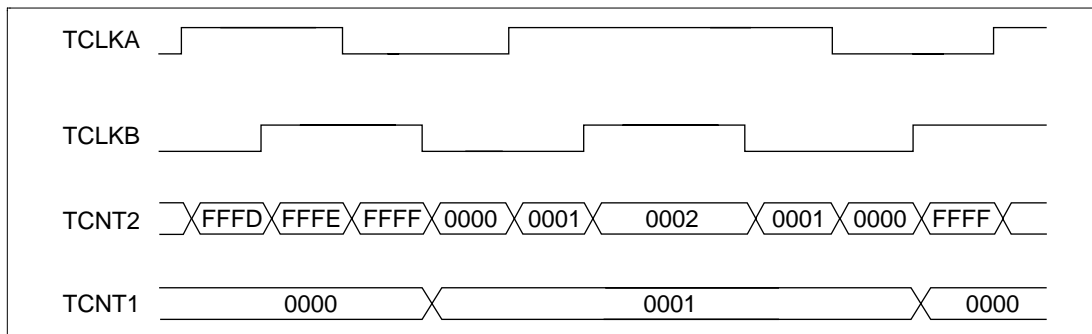 TCLKA
TCLKB
TCNT2 FFFD FFFE FFFF 0000 0001 0002 0001 0000 FFFF
TCNT1 0000 0001 0000